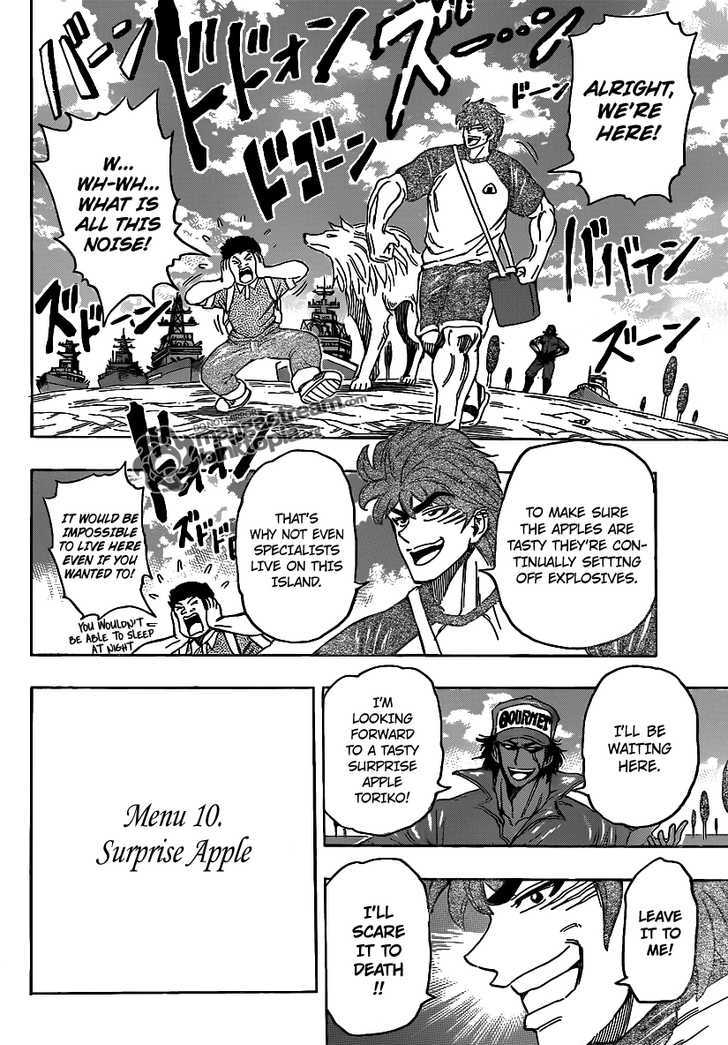 ALRIGHT,
WE'RE
HERE!
ドーン
ズーン
ドドォン
バーン
ドゴーン
W...
WH-WH...
WHAT IS
ALL THIS
NOISE!
ババァン
ズドーン
ズーン
mangastream.com
TO MAKE SURE
THE APPLES ARE
TASTY THEY'RE CON-
TINUALLY SETTING
OFF EXPLOSIVES.
THAT'S
WHY NOT EVEN
SPECIALISTS
LIVE ON THIS
ISLAND.
IT WOULD BE
IMPOSSIBLE
TO LIVE HERE
EVEN IF YOU
WANTED TO!
YOU WOULDN'T
BE ABLE TO SLEEP
AT NIGHT
I'LL BE
WAITING
HERE.
GOURMET
I'M
LOOKING
FORWARD
TO A TASTY
SURPRISE
APPLE
TORIKO!
Menu 10.
Surprise Apple
LEAVE
IT TO
ME!
I'LL
SCARE
IT TO
DEATH
!!